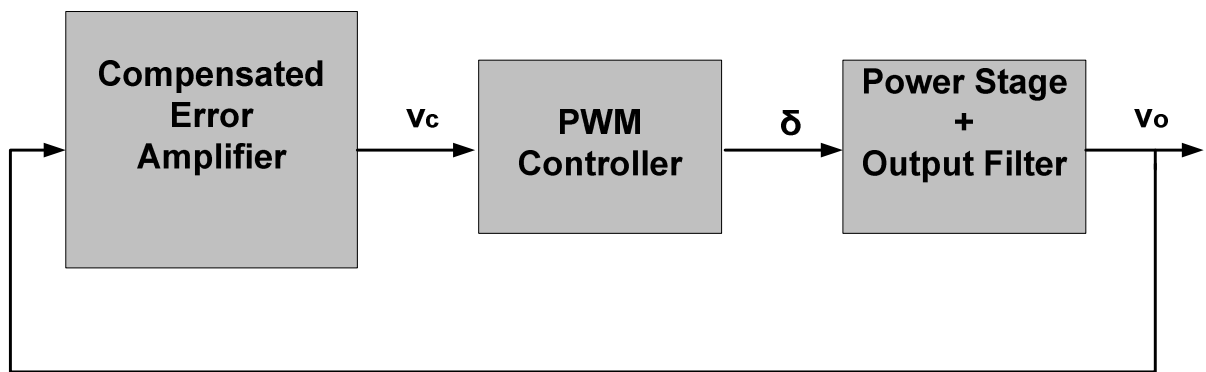 Compensated
Error
Amplifier
vc
PWM
Controller
δ
Power Stage
+
Output Filter
vo